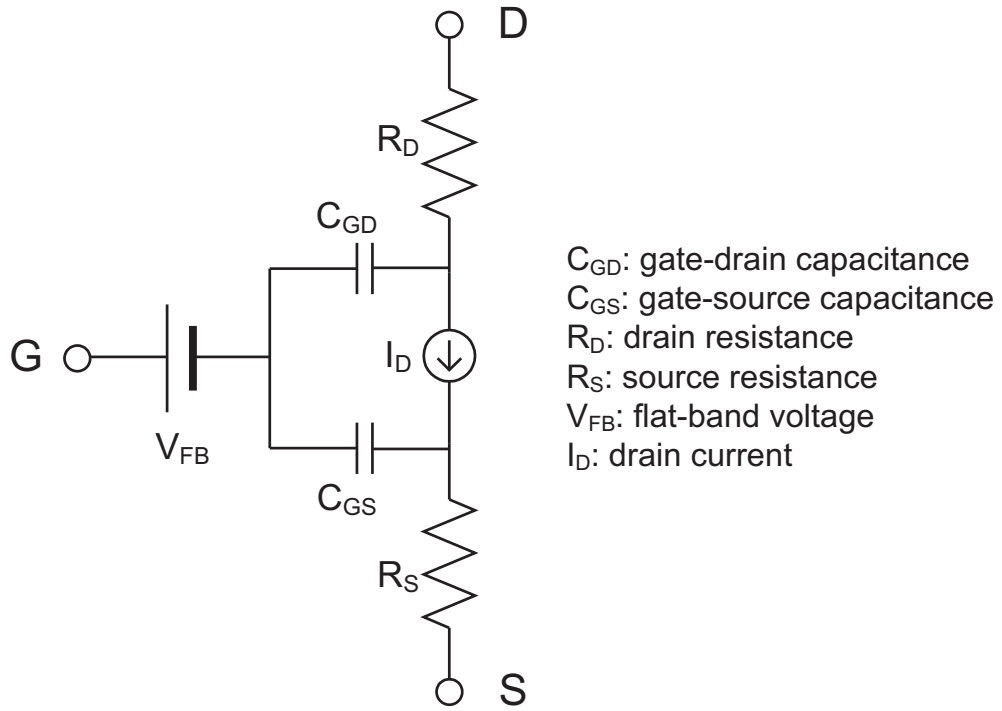 D
R_D
C_GD
G
V_FB
I_D
C_GS
R_S
S
C_GD: gate-drain capacitance
C_GS: gate-source capacitance
R_D: drain resistance
R_S: source resistance
V_FB: flat-band voltage
I_D: drain current